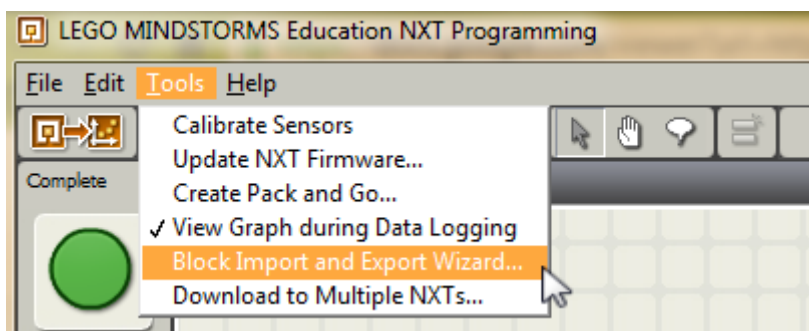 LEGO MINDSTORMS Education NXT Programming
File Edit Tools Help
Calibrate Sensors
Update NXT Firmware...
Complete
Create Pack and Go...
View Graph during Data Logging
Block Import and Export Wizard...
Download to Multiple NXTs...